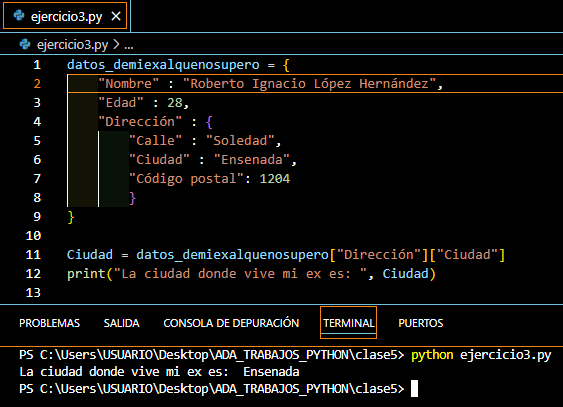 ejercicio3.py ×
ejercicio3.py > ...
1 datos_demiexalquenosupero = {
2 "Nombre" : "Roberto Ignacio López Hernández",
3 "Edad" : 28,
4 "Dirección" : {
5 "Calle" : "Soledad",
6 "Ciudad" : "Ensenada",
7 "Código postal": 1204
8 }
9 }
10
11 Ciudad = datos_demiexalquenosupero["Dirección"]["Ciudad"]
12 print("La ciudad donde vive mi ex es: ", Ciudad)
13
PROBLEMAS SALIDA CONSOLA DE DEPURACIÓN TERMINAL PUERTOS
PS C:\Users\USUARIO\Desktop\ADA_TRABAJOS_PYTHON\clase5> python ejercicio3.py
La ciudad donde vive mi ex es:  Ensenada
PS C:\Users\USUARIO\Desktop\ADA_TRABAJOS_PYTHON\clase5>